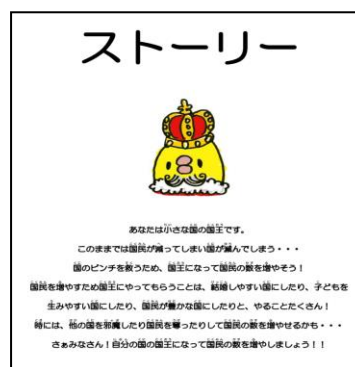 ストーリー
あなたは小さな国の国王です。
このままでは国民が減ってしまい国が滅んでしまう・・・
国のピンチを救うため、国王になって国民の数を増やそう！
国民を増やすため国王にやってもらうことは、結婚しやすい国にしたり、子どもを
生みやすい国にしたり、国民が豊かな国にしたりと、やることたくさん！
時には、他の国を邪魔したり国民を奪ったりして国民の数を増やせるかも・・・
さぁみなさん！自分の国の国王になって国民の数を増やしましょう！！